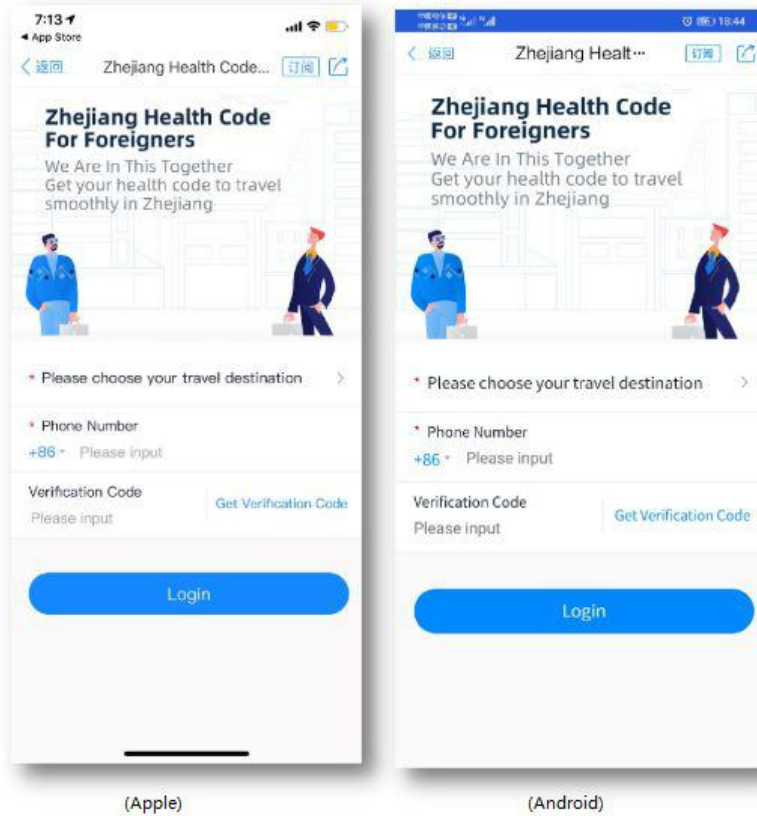 7:13
App Store
返回
Zhejiang Health Code...
订阅
Zhejiang Health Code
For Foreigners
We Are In This Together
Get your health code to travel
smoothly in Zhejiang
* Please choose your travel destination
* Phone Number
+86 Please input
Verification Code
Please input
Get Verification Code
Login
(Apple)
18:44
返回
Zhejiang Healt···
订阅
Zhejiang Health Code
For Foreigners
We Are In This Together
Get your health code to travel
smoothly in Zhejiang
* Please choose your travel destination
* Phone Number
+86 Please input
Verification Code
Please input
Get Verification Code
Login
(Android)